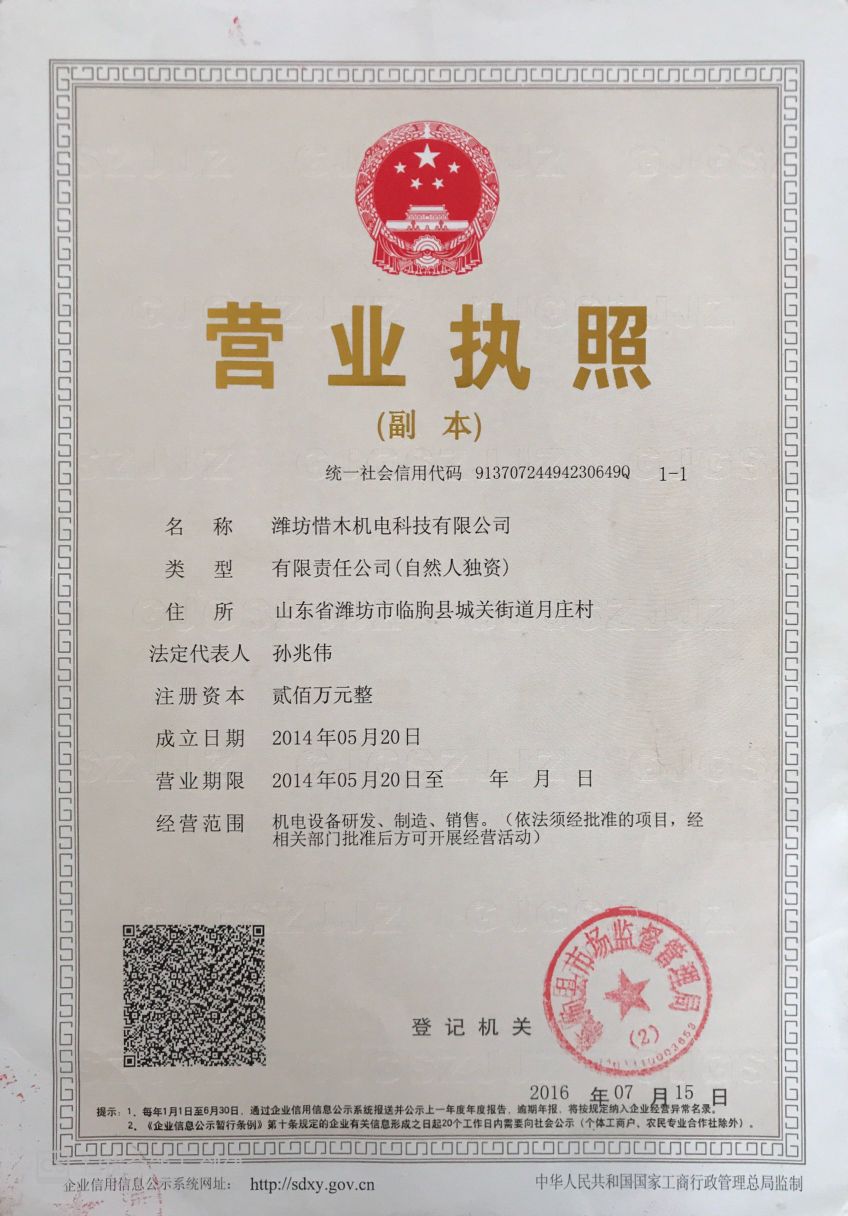 营业执照
(副 本)
统一社会信用代码 91370724494230649Q 1-1
名 称 潍坊惜木机电科技有限公司
类 型 有限责任公司(自然人独资)
住 所 山东省潍坊市临朐县城关街道月庄村
法定代表人 孙兆伟
注册资本 贰佰万元整
成立日期 2014年05月20日
营业期限 2014年05月20日至 年 月 日
经营范围 机电设备研发、制造、销售。（依法须经批准的项目，经
相关部门批准后方可开展经营活动）
朐县市场监督管理局
(2)
登记机关
2016 年 07 月 15 日
提示：1、每年1月1日至6月30日，通过企业信用信息公示系统报送并公示上一年度年度报告，逾期年报，将按规定纳入企业经营异常名录。
2、《企业信息公示暂行条例》第十条规定的企业有关信息形成之日起20个工作日内需要向社会公示（个体工商户、农民专业合作社除外）。
企业信用信息公示系统网址： http://sdxy.gov.cn
中华人民共和国国家工商行政管理总局监制